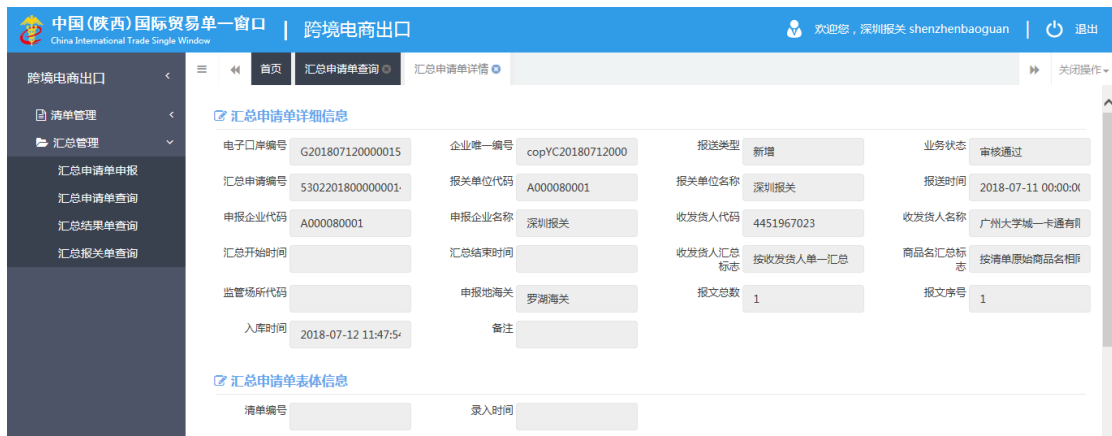 中国(陕西)国际贸易单一窗口 | 跨境电商出口
China International Trade Single Window
欢迎您，深圳报关 shenzhenbaoguan | 退出
跨境电商出口
首页 汇总申请单查询 汇总申请单详情 关闭操作
清单管理
汇总管理
汇总申请单申报
汇总申请单查询
汇总结果单查询
汇总报关单查询
汇总申请单详细信息
电子口岸编号 G201807120000015 企业唯一编号 copYC20180712000 报送类型 新增 业务状态 审核通过
汇总申请编号 5302201800000001 报关单位代码 A000080001 报关单位名称 深圳报关 报送时间 2018-07-11 00:00:0
申报企业代码 A000080001 申报企业名称 深圳报关 收发货人代码 4451967023 收发货人名称 广州大学城一卡通有
汇总开始时间 汇总结束时间 收发货人汇总标志 按收发货人单一汇总 商品名汇总标志 按清单原始商品名相同
监管场所代码 申报地海关 罗湖海关 报文总数 1 报文序号 1
入库时间 2018-07-12 11:47:5 备注
汇总申请单表体信息
清单编号 录入时间